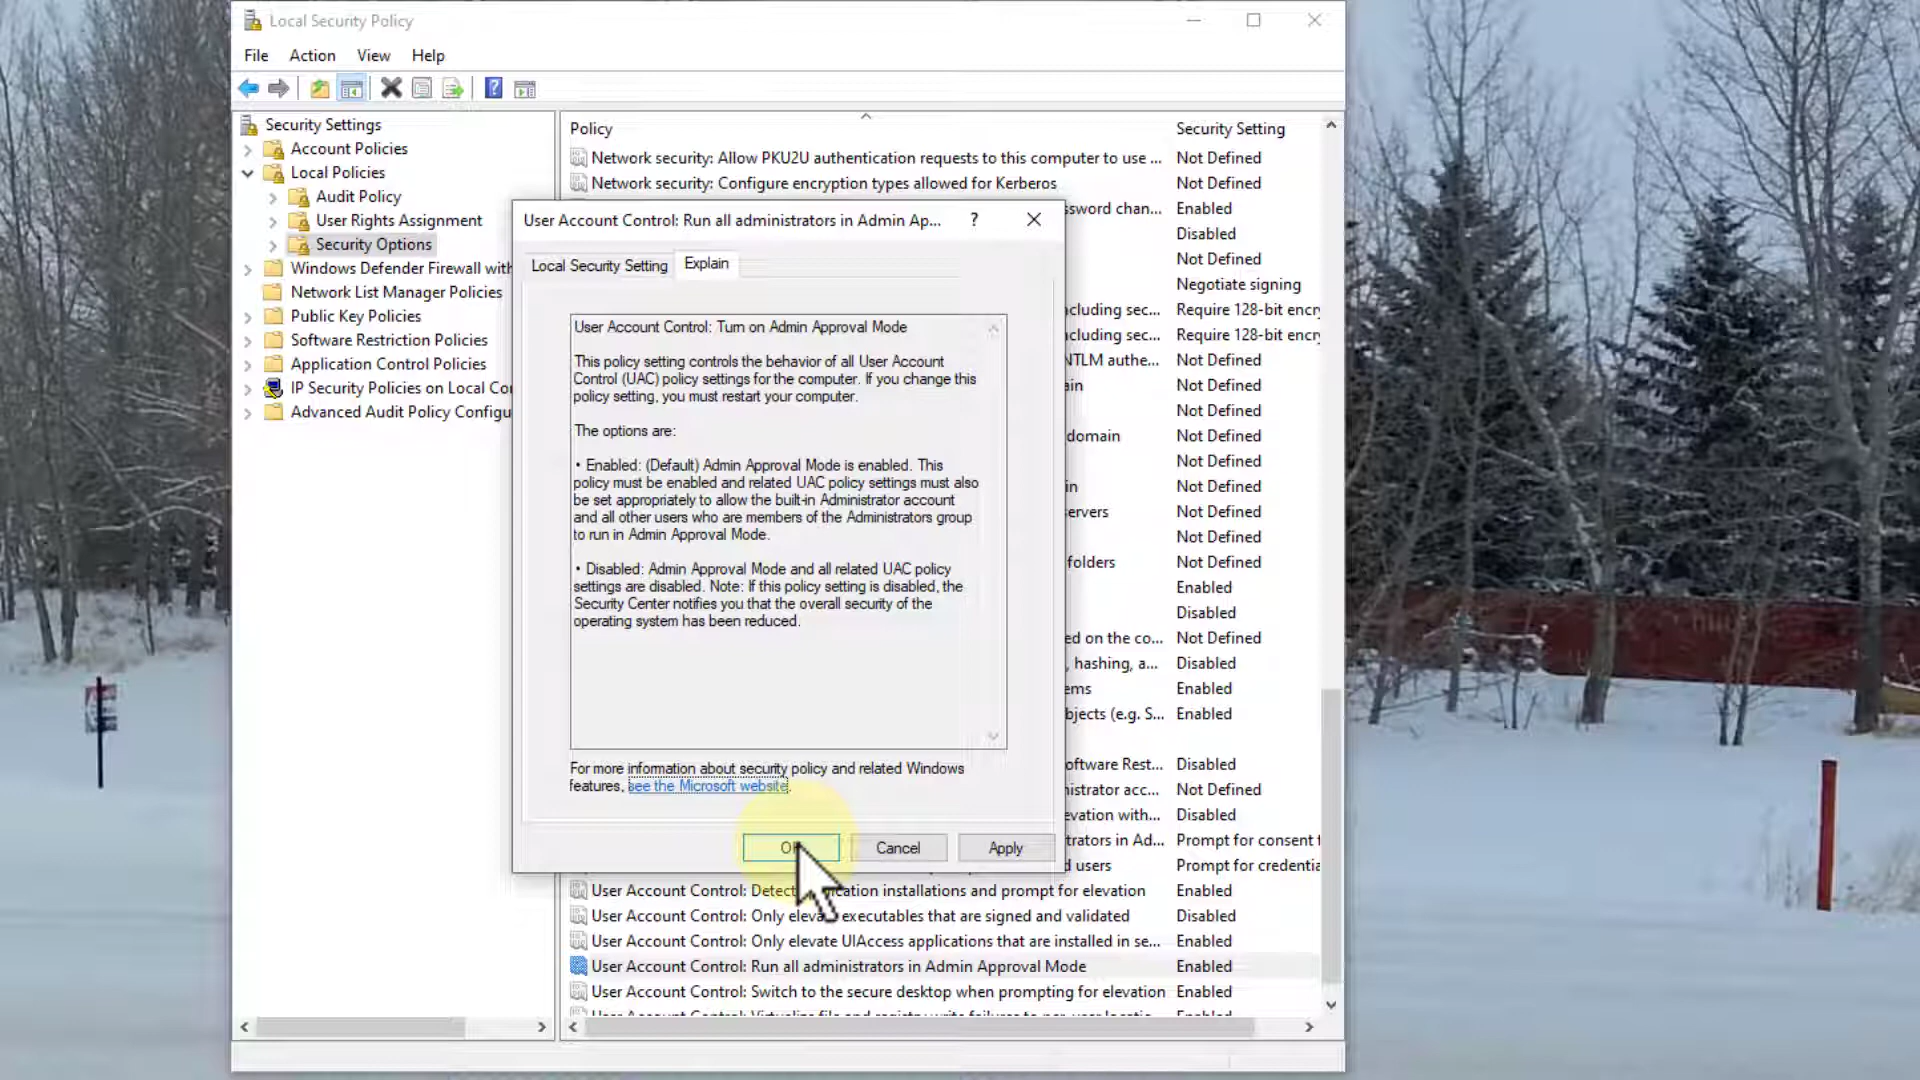 Local Security Policy
File Action View Help
Security Settings
Account Policies
Local Policies
Audit Policy
User Rights Assignment
Security Options
Windows Defender Firewall with
Network List Manager Policies
Public Key Policies
Software Restriction Policies
Application Control Policies
IP Security Policies on Local Co
Advanced Audit Policy Configu
Policy Security Setting
Network security: Allow PKU2U authentication requests to this computer to use ... Not Defined
Network security: Configure encryption types allowed for Kerberos Not Defined
ssword chan... Enabled
Disabled
Not Defined
Negotiate signing
cluding sec... Require 128-bit encry
cluding sec... Require 128-bit encry
NTLM authe... Not Defined
ain Not Defined
Not Defined
domain Not Defined
Not Defined
in Not Defined
ervers Not Defined
Not Defined
folders Not Defined
Enabled
Disabled
ed on the co... Not Defined
, hashing, a... Disabled
ems Enabled
bjects (e.g. S... Enabled
oftware Rest... Disabled
nistrator acc... Not Defined
evation with... Disabled
trators in Ad... Prompt for consent f
d users Prompt for credentia
User Account Control: Detect ication installations and prompt for elevation Enabled
User Account Control: Only eleva executables that are signed and validated Disabled
User Account Control: Only elevate UIAccess applications that are installed in se... Enabled
User Account Control: Run all administrators in Admin Approval Mode Enabled
User Account Control: Switch to the secure desktop when prompting for elevation Enabled
User Account Control: Run all administrators in Admin Ap... ?
Local Security Setting Explain
User Account Control: Turn on Admin Approval Mode
This policy setting controls the behavior of all User Account
Control (UAC) policy settings for the computer. If you change this
policy setting, you must restart your computer.
The options are:
• Enabled: (Default) Admin Approval Mode is enabled. This
policy must be enabled and related UAC policy settings must also
be set appropriately to allow the built-in Administrator account
and all other users who are members of the Administrators group
to run in Admin Approval Mode.
• Disabled: Admin Approval Mode and all related UAC policy
settings are disabled. Note: If this policy setting is disabled, the
Security Center notifies you that the overall security of the
operating system has been reduced.
For more information about security policy and related Windows
features, see the Microsoft website.
OK Cancel Apply